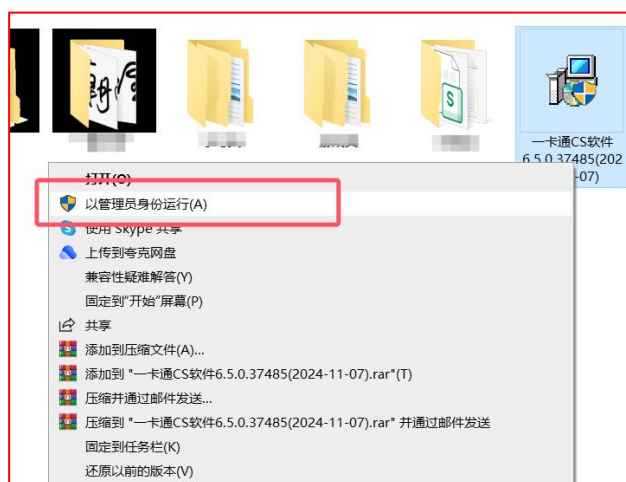 一卡通CS软件
6.5.0.37485(202
-07)
打开(O)
以管理员身份运行(A)
使用 Skype 共享
上传到夸克网盘
兼容性疑难解答(Y)
固定到"开始"屏幕(P)
共享
添加到压缩文件(A)...
添加到 "一卡通CS软件6.5.0.37485(2024-11-07).rar"(T)
压缩并通过邮件发送...
压缩到 "一卡通CS软件6.5.0.37485(2024-11-07).rar" 并通过邮件发送
固定到任务栏(K)
还原以前的版本(V)